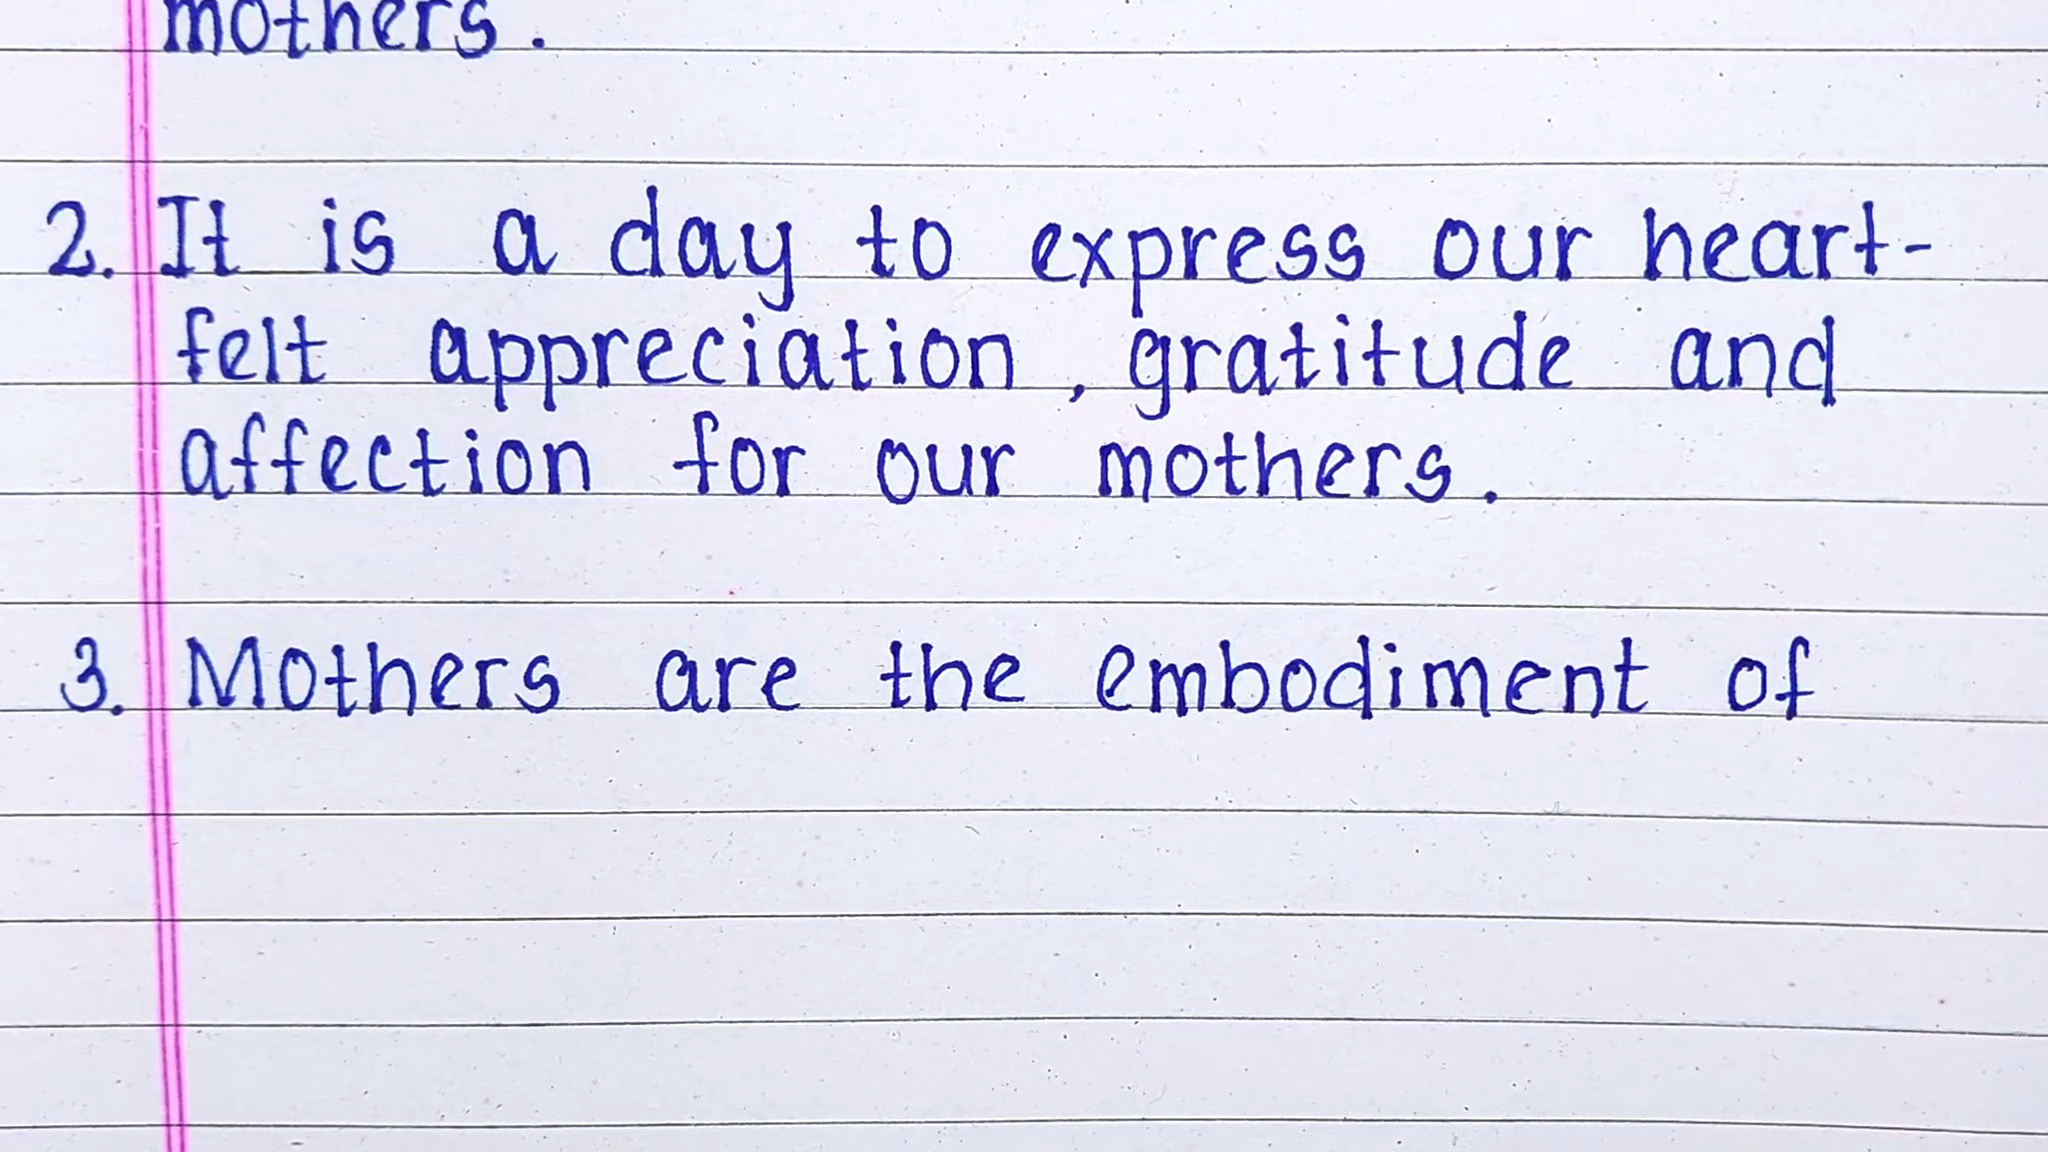 mothers.
2. It is a day to express our heart-
felt appreciation, gratitude and
affection for our mothers.
3. Mothers are the embodiment of